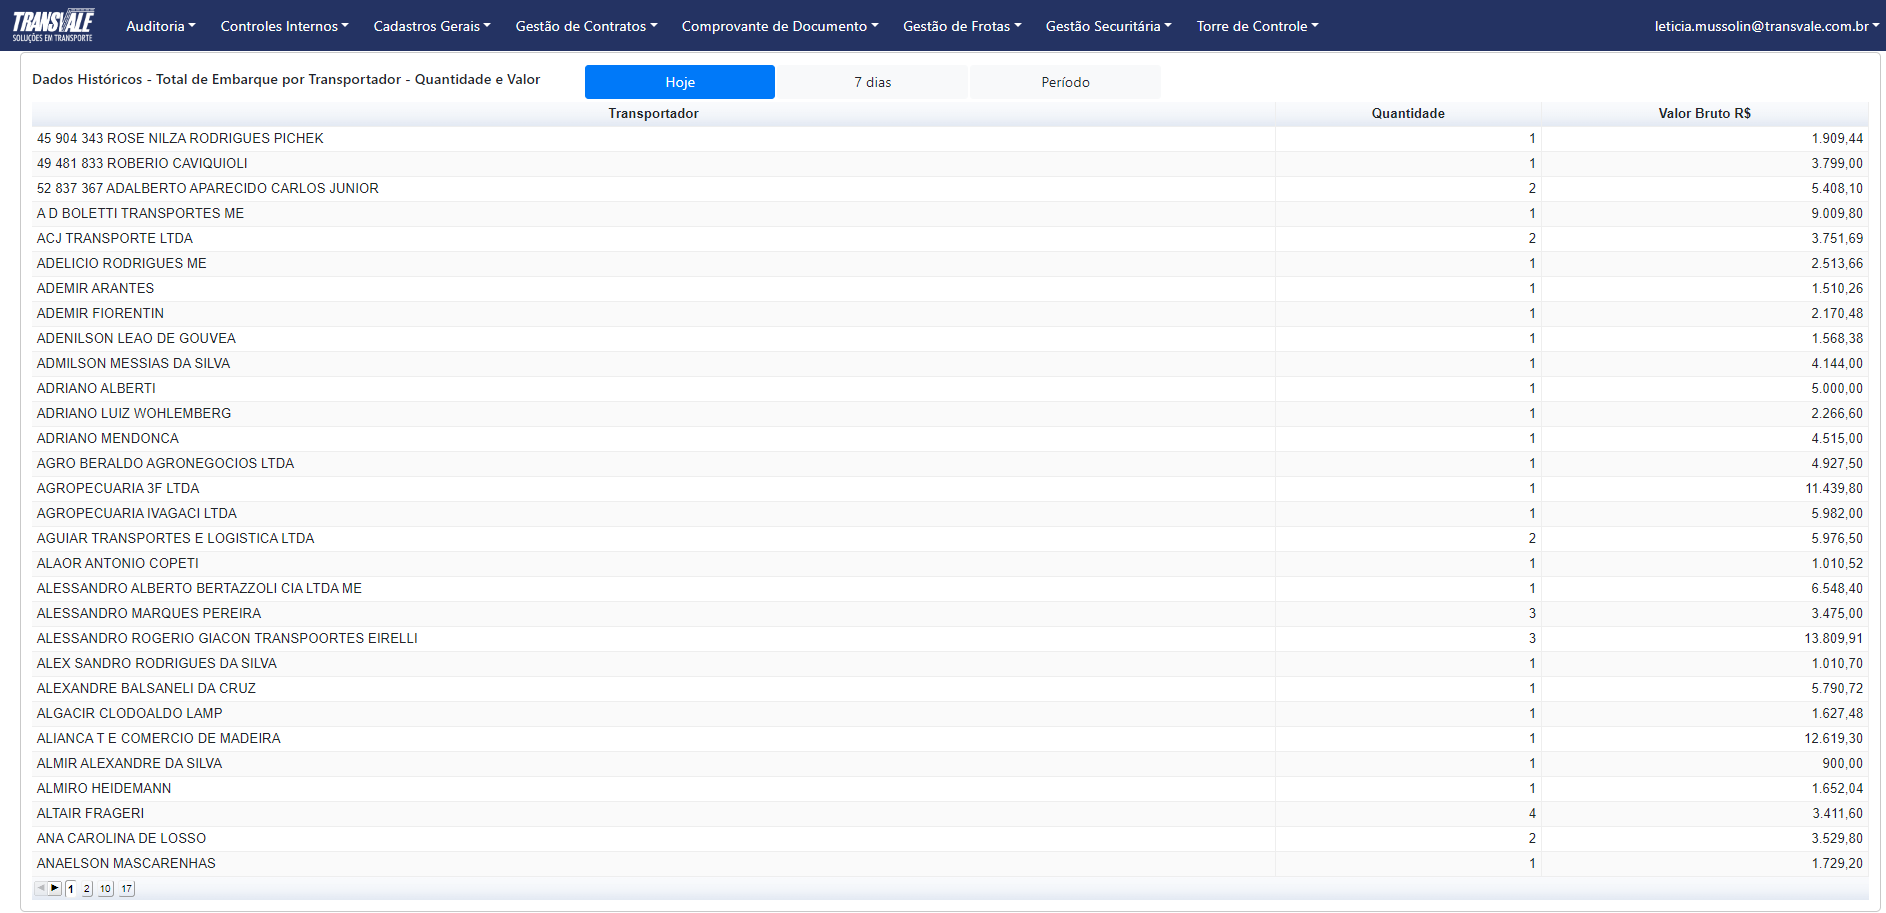 TRANSVALE
SOLUÇÕES EM TRANSPORTE
Auditoria Controles Internos Cadastros Gerais Gestão de Contratos Comprovante de Documento Gestão de Frotas Gestão Securitária Torre de Controle leticia.mussolin@transvale.com.br
Dados Históricos - Total de Embarque por Transportador - Quantidade e Valor Hoje 7 dias Período
Transportador Quantidade Valor Bruto R$
45 904 343 ROSE NILZA RODRIGUES PICHEK 1 1.909,44
49 481 833 ROBERIO CAVIQUIOLI 1 3.799,00
52 837 367 ADALBERTO APARECIDO CARLOS JUNIOR 2 5.408,10
A D BOLETTI TRANSPORTES ME 1 9.009,80
ACJ TRANSPORTE LTDA 2 3.751,69
ADELICIO RODRIGUES ME 1 2.513,66
ADEMIR ARANTES 1 1.510,26
ADEMIR FIORENTIN 1 2.170,48
ADENILSON LEAO DE GOUVEA 1 1.568,38
ADMILSON MESSIAS DA SILVA 1 4.144,00
ADRIANO ALBERTI 1 5.000,00
ADRIANO LUIZ WOHLEMBERG 1 2.266,60
ADRIANO MENDONCA 1 4.515,00
AGRO BERALDO AGRONEGOCIOS LTDA 1 4.927,50
AGROPECUARIA 3F LTDA 1 11.439,80
AGROPECUARIA IVAGACI LTDA 1 5.982,00
AGUIAR TRANSPORTES E LOGISTICA LTDA 2 5.976,50
ALAOR ANTONIO COPETI 1 1.010,52
ALESSANDRO ALBERTO BERTAZZOLI CIA LTDA ME 1 6.548,40
ALESSANDRO MARQUES PEREIRA 3 3.475,00
ALESSANDRO ROGERIO GIACON TRANSPOORTES EIRELLI 3 13.809,91
ALEX SANDRO RODRIGUES DA SILVA 1 1.010,70
ALEXANDRE BALSANELI DA CRUZ 1 5.790,72
ALGACIR CLODOALDO LAMP 1 1.627,48
ALIANCA T E COMERCIO DE MADEIRA 1 12.619,30
ALMIR ALEXANDRE DA SILVA 1 900,00
ALMIRO HEIDEMANN 1 1.652,04
ALTAIR FRAGERI 4 3.411,60
ANA CAROLINA DE LOSSO 2 3.529,80
ANAELSON MASCARENHAS 1 1.729,20
1 2 10 17